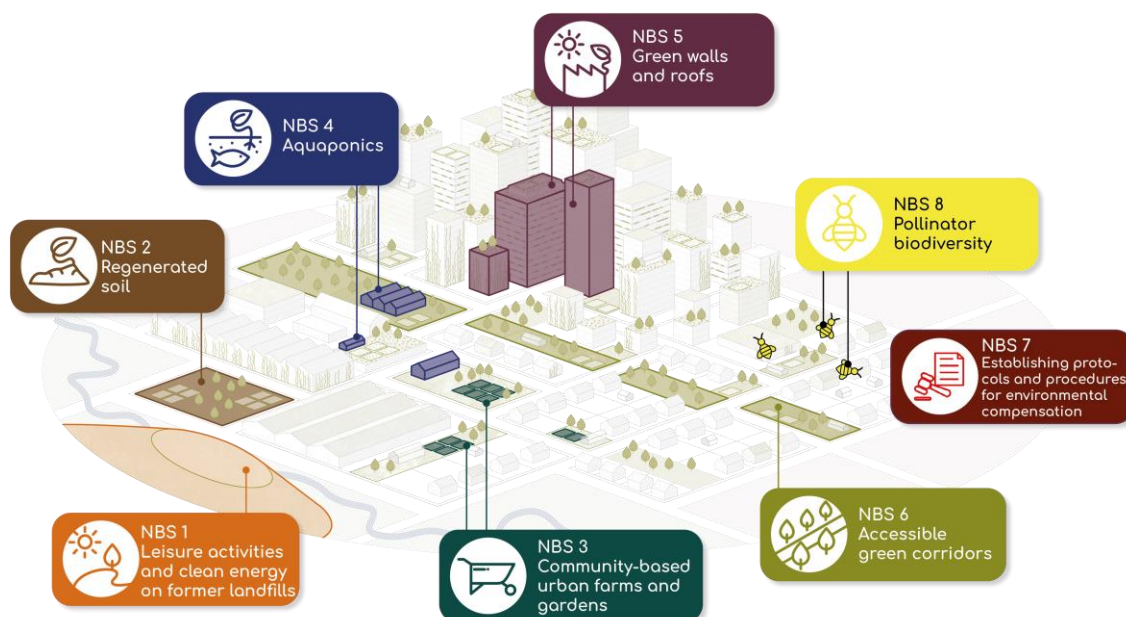 NBS 5
Green walls
and roofs
NBS 4
Aquaponics
NBS 8
Pollinator
biodiversity
NBS 2
Regenerated
soil
NBS 7
Establishing proto-
cols and procedures
for environmental
compensation
NBS 1
Leisure activities
and clean energy
on former landfills
NBS 3
Community-based
urban farms and
gardens
NBS 6
Accessible
green corridors